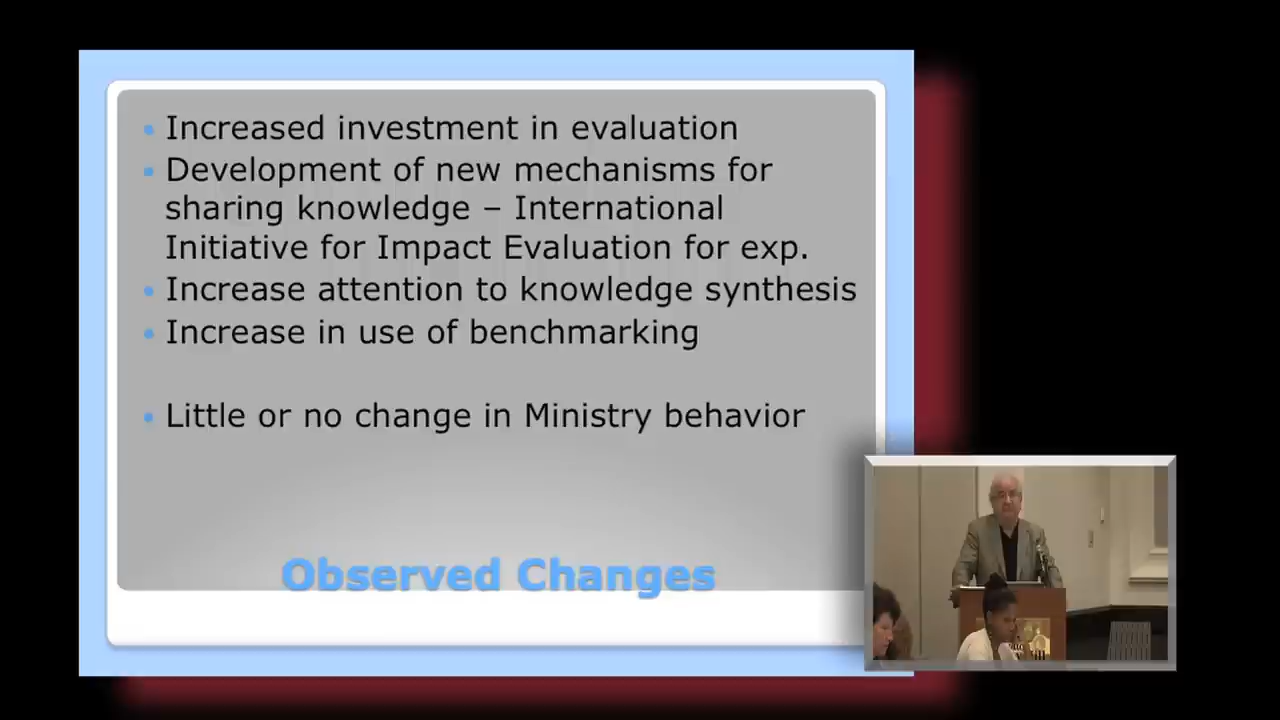 Increased investment in evaluation
Development of new mechanisms for
sharing knowledge – International
Initiative for Impact Evaluation for exp.
Increase attention to knowledge synthesis
Increase in use of benchmarking
Little or no change in Ministry behavior
Observed Changes